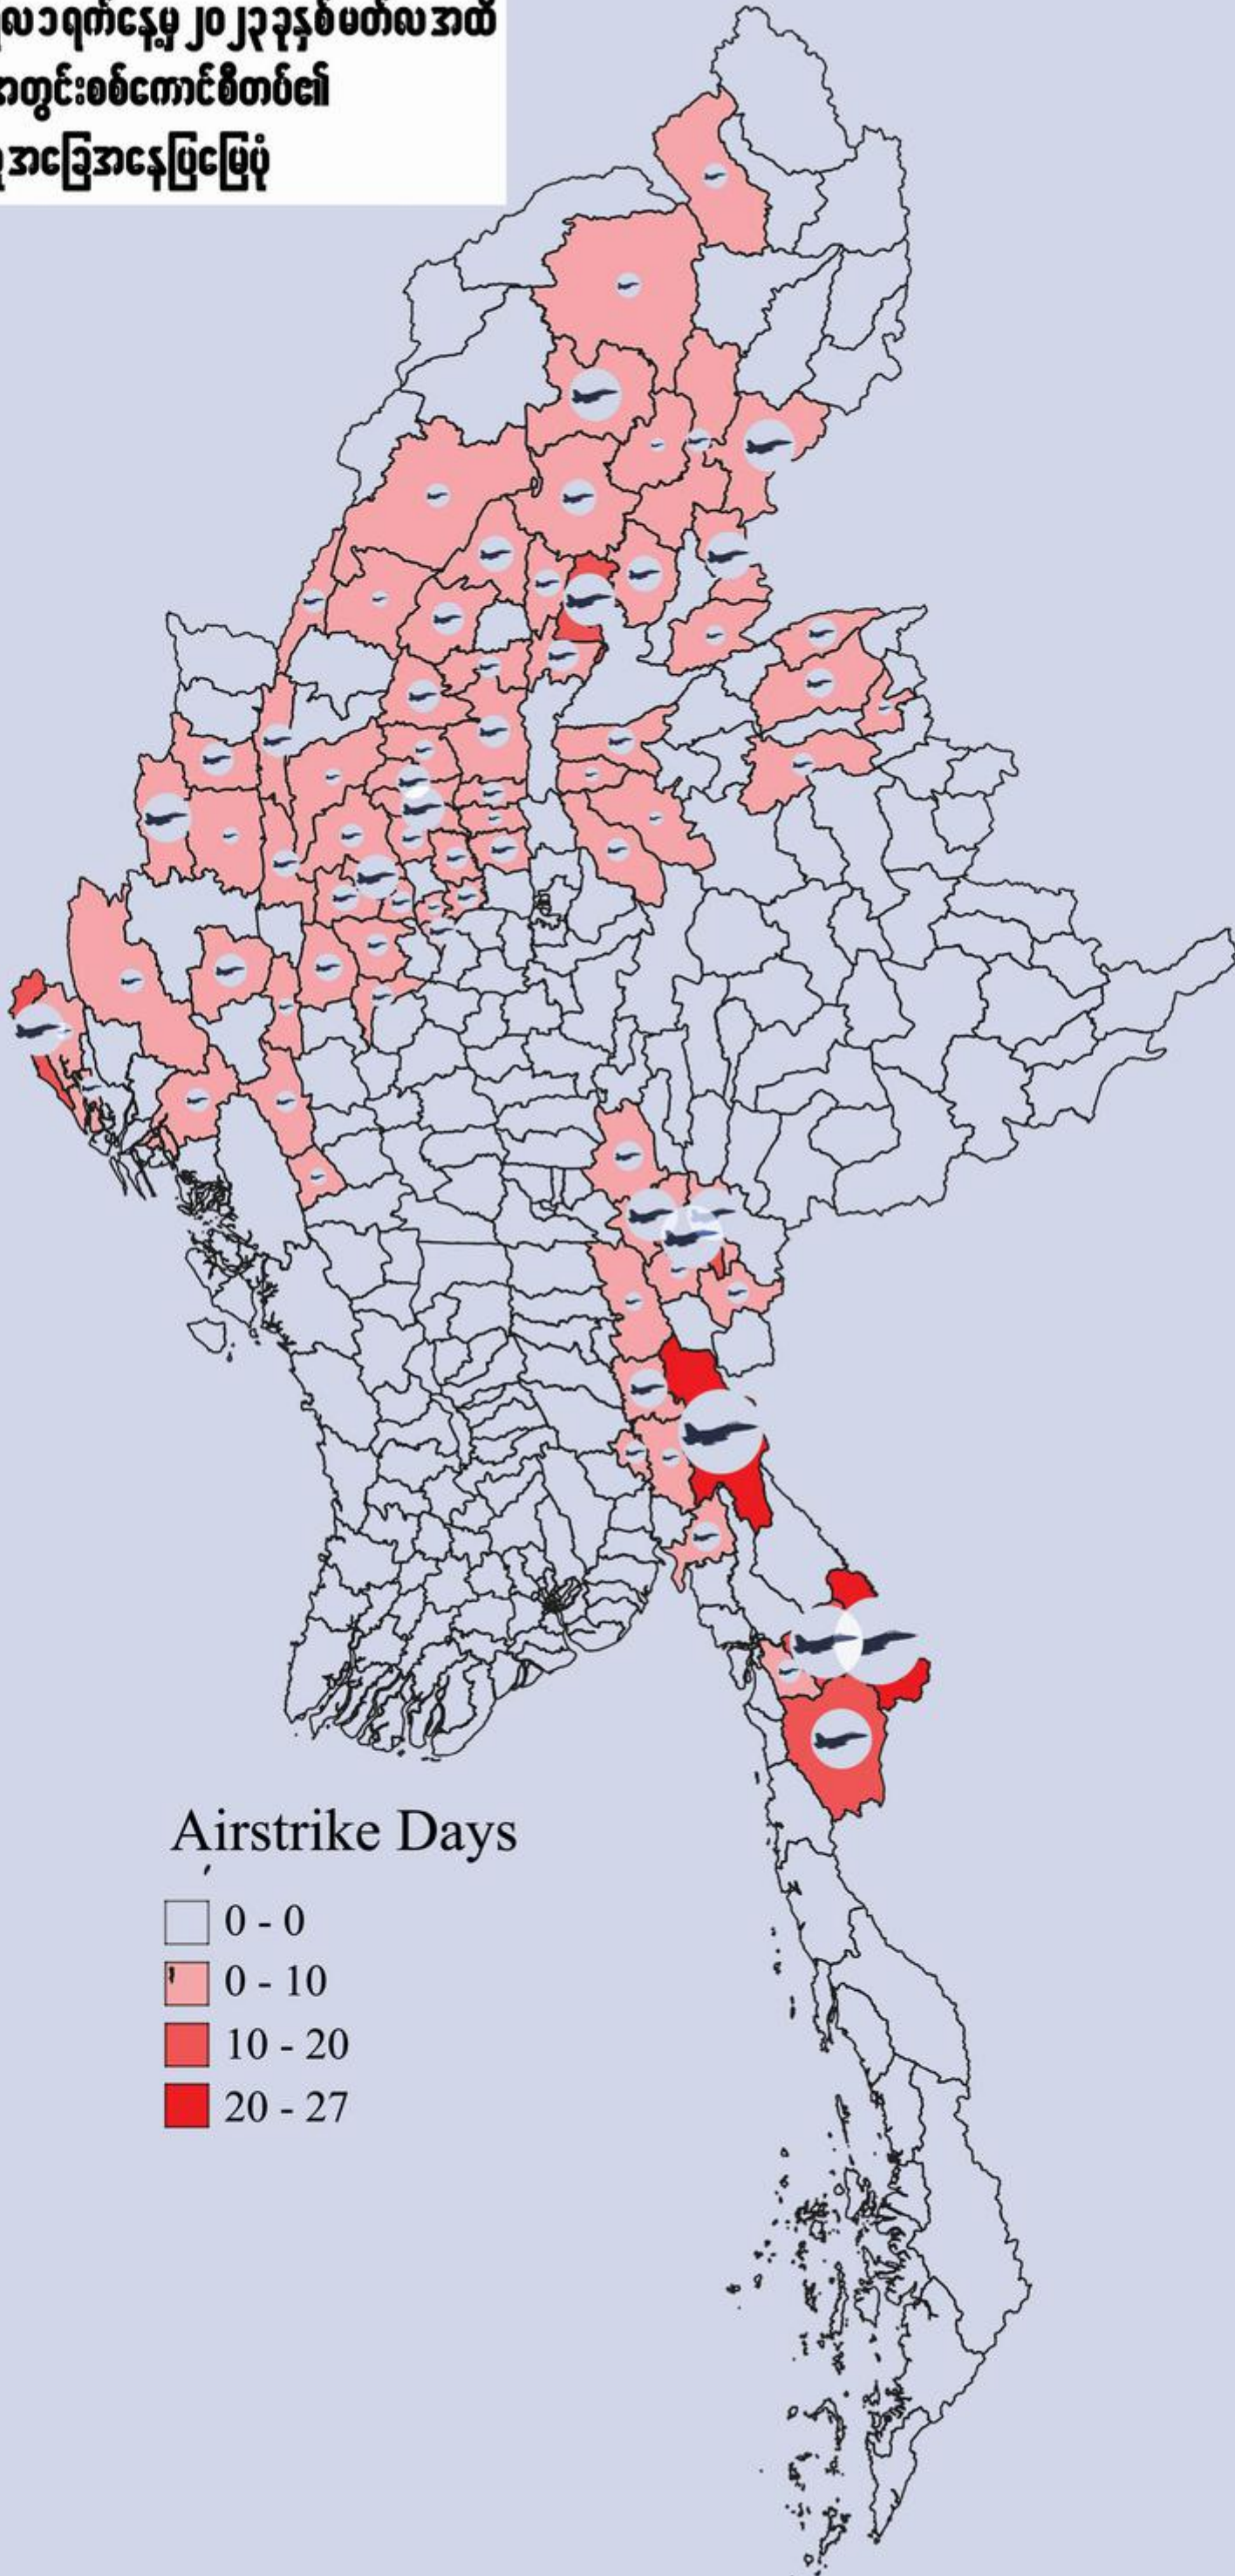 လ ၁ရက်နေ့မှ ၂၀၂၃ခုနှစ်မတ်လအထိ
အတွင်းစစ်ကောင်စီတပ်၏
အခြေအနေပြမြေပုံ
Airstrike Days
0 - 0
0 - 10
10 - 20
20 - 27